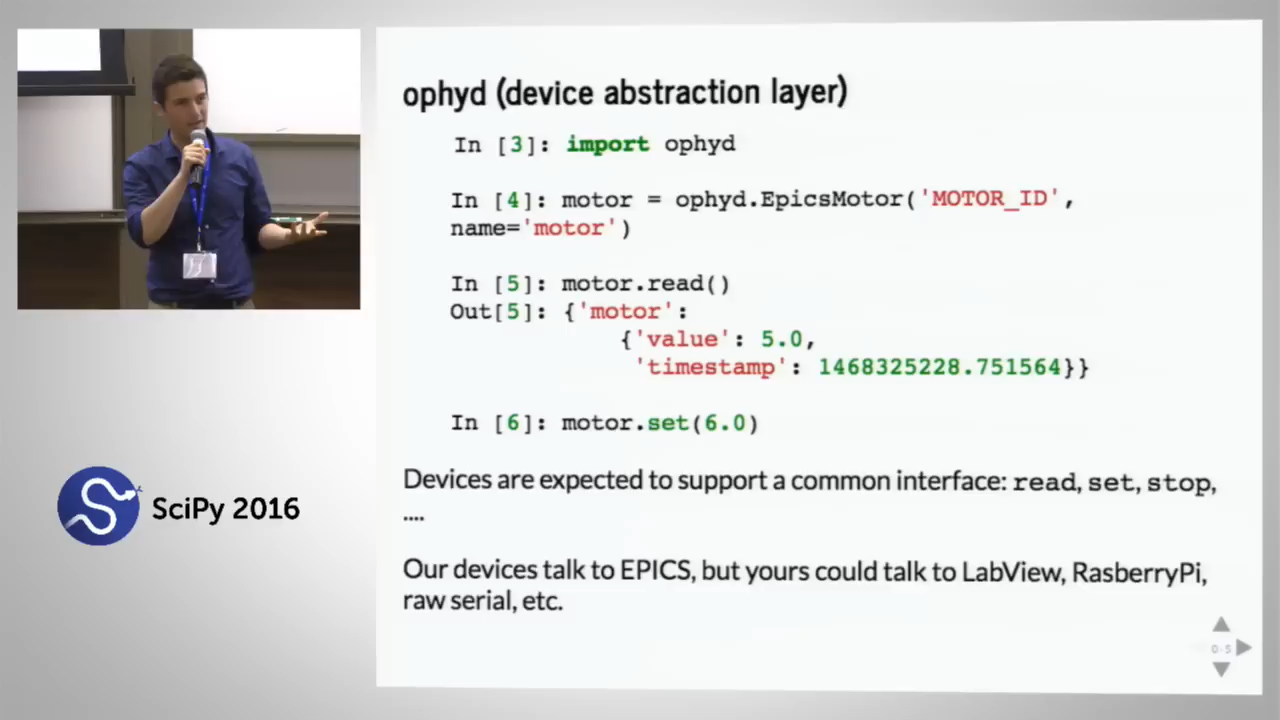 ophyd (device abstraction layer)
In [3]: import ophyd
In [4]: motor = ophyd.EpicsMotor('MOTOR_ID',
name='motor')
In [5]: motor.read()
Out[5]: {'motor':
{'value': 5.0,
'timestamp': 1468325228.751564}}
In [6]: motor.set(6.0)
Devices are expected to support a common interface: read, set, stop,
....
Our devices talk to EPICS, but yours could talk to LabView, RasberryPi,
raw serial, etc.
SciPy 2016
0-5